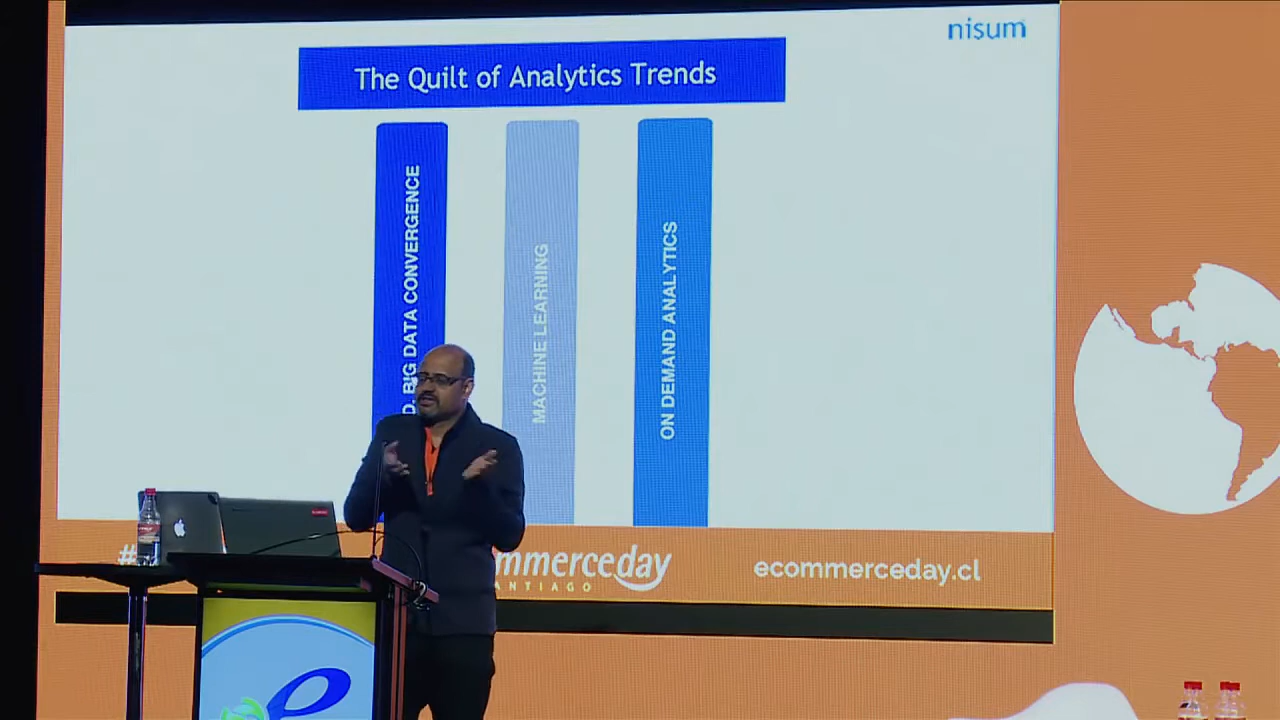 nisum
The Quilt of Analytics Trends
BIG DATA CONVERGENCE
MACHINE LEARNING
ON DEMAND ANALYTICS
#
mmerceday
ANTIAGO
ecommerceday.cl
e